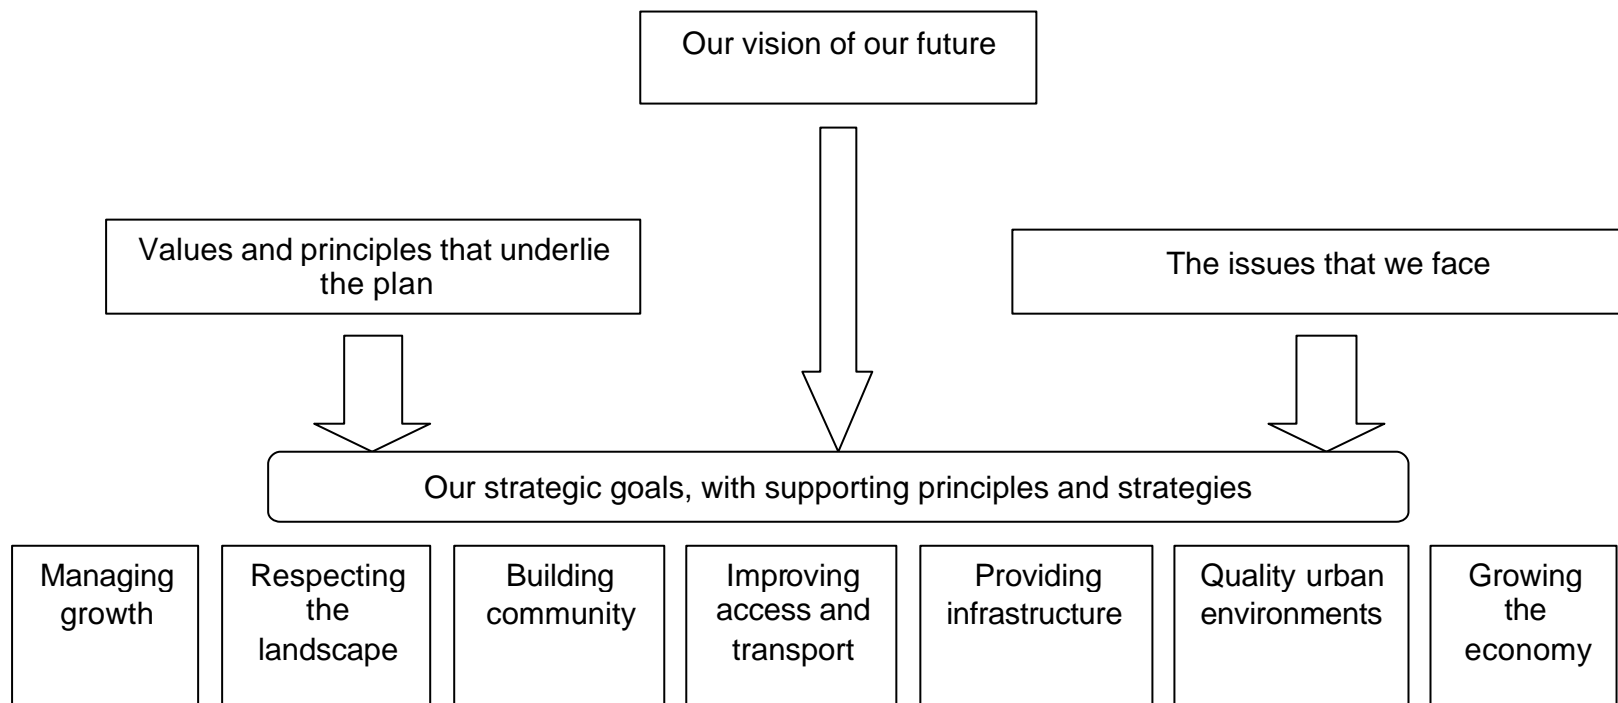 Our vision of our future
Values and principles that underlie
the plan
The issues that we face
Our strategic goals, with supporting principles and strategies
Managing
growth
Respecting
the
landscape
Building
community
Improving
access and
transport
Providing
infrastructure
Quality urban
environments
Growing
the
economy